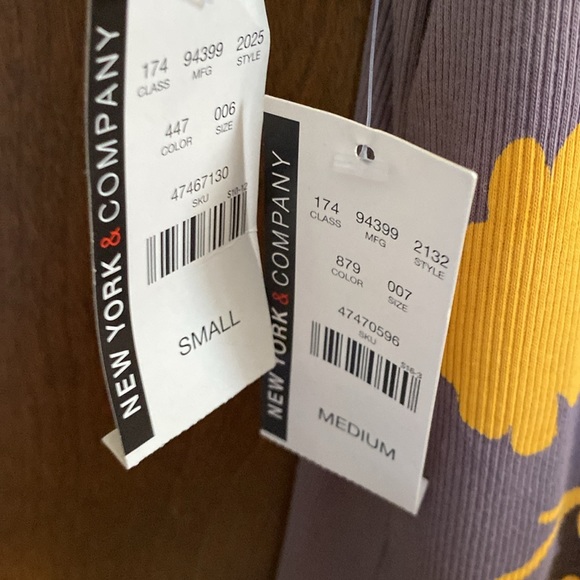 NEW YORK & COMPANY
174 94399 2025
CLASS MFG STYLE
447 006
COLOR SIZE
47467130
SKU
SMALL
NEW YORK & COMPANY
174 94399 2132
CLASS MFG STYLE
879 007
COLOR SIZE
47470596
SKU
MEDIUM